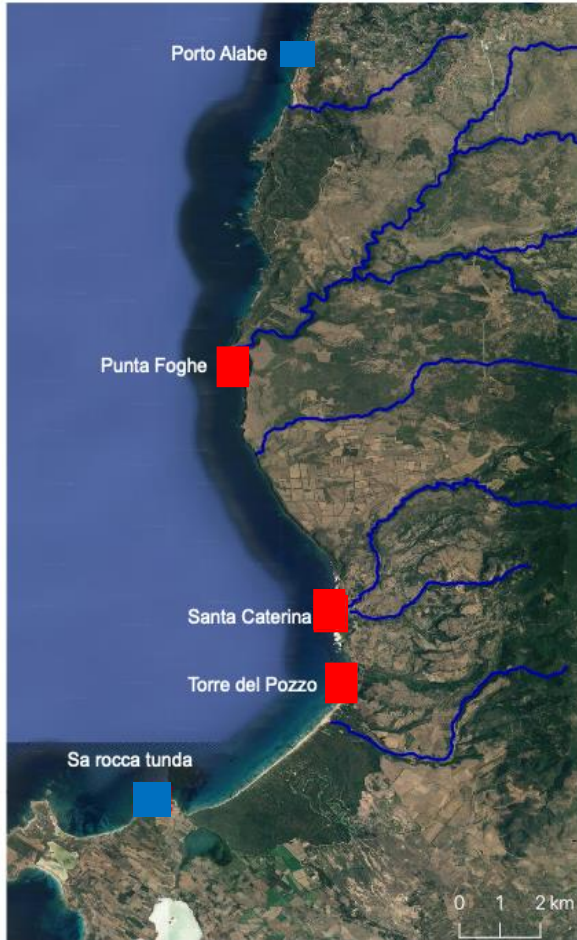 Porto Alabe
Punta Foghe
Santa Caterina
Torre del Pozzo
Sa rocca tunda
0 1 2 km